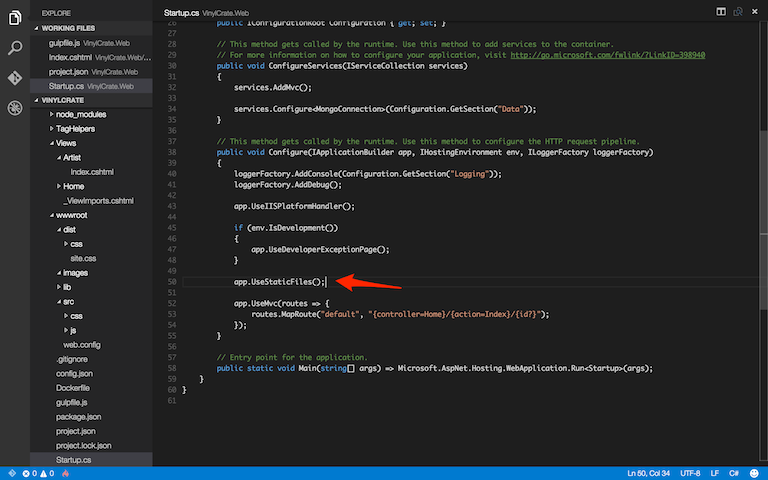 EXPLORE
WORKING FILES
gulpfile.js VinylCrate.Web
Index.cshtml VinylCrate.Web/...
project.json VinylCrate.Web
Startup.cs VinylCrate.Web
VINYLCRATE
node_modules
TagHelpers
Views
Artist
Index.cshtml
Home
_ViewImports.cshtml
wwwroot
dist
css
site.css
images
lib
src
css
js
web.config
.gitignore
config.json
Dockerfile
gulpfile.js
package.json
project.json
project.lock.json
Startup.cs
Startup.cs VinylCrate.Web
26 public IConfigurationRoot Configuration { get; set; }
27
28 // This method gets called by the runtime. Use this method to add services to the container.
29 // For more information on how to configure your application, visit http://go.microsoft.com/fwlink/?LinkID=398940
30 public void ConfigureServices(IServiceCollection services)
31 {
32 services.AddMvc();
33
34 services.Configure<MongoConnection>(Configuration.GetSection("Data"));
35 }
36
37 // This method gets called by the runtime. Use this method to configure the HTTP request pipeline.
38 public void Configure(IApplicationBuilder app, IHostingEnvironment env, ILoggerFactory loggerFactory)
39 {
40 loggerFactory.AddConsole(Configuration.GetSection("Logging"));
41 loggerFactory.AddDebug();
42
43 app.UseIISPlatformHandler();
44
45 if (env.IsDevelopment())
46 {
47 app.UseDeveloperExceptionPage();
48 }
49
50 app.UseStaticFiles();
51
52 app.UseMvc(routes => {
53 routes.MapRoute("default", "{controller=Home}/{action=Index}/{id?}");
54 });
55 }
56
57 // Entry point for the application.
58 public static void Main(string[] args) => Microsoft.AspNet.Hosting.WebApplication.Run<Startup>(args);
59 }
60 }
61
0 0
Ln 50, Col 34 UTF-8 LF C#